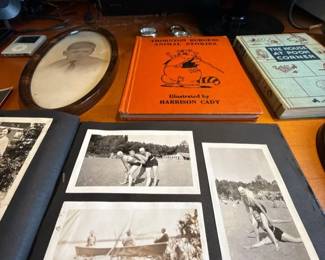 THORNTON BURGESS
ANIMAL STORIES
Illustrated by
HARRISON CADY
THE HOUSE
AT POOH
CORNER